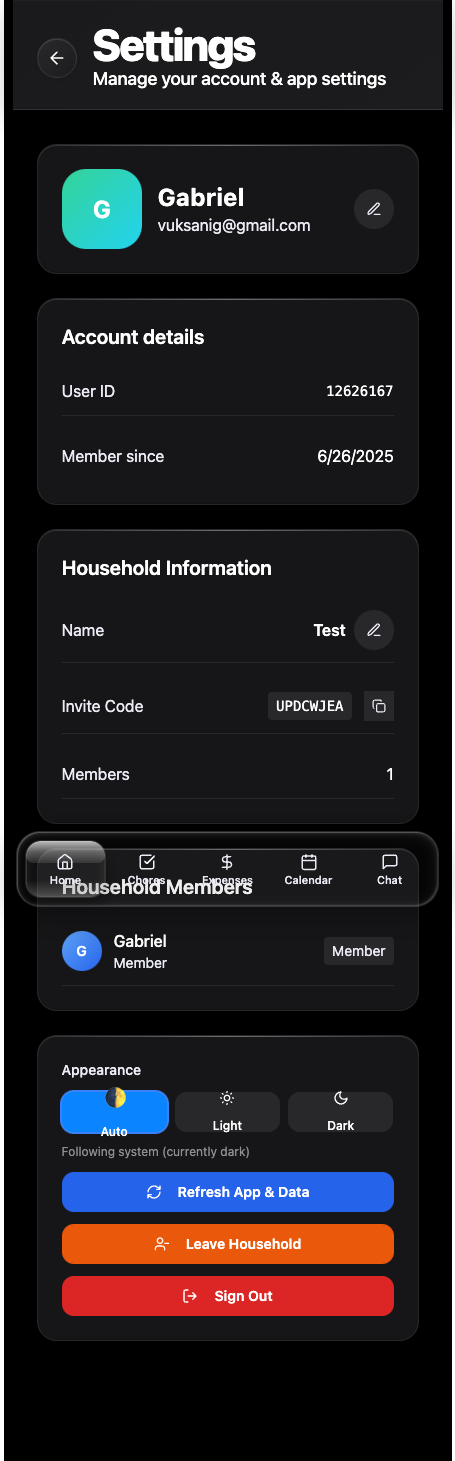 Settings
Manage your account & app settings
G
Gabriel
vuksanig@gmail.com
Account details
User ID 12626167
Member since 6/26/2025
Household Information
Name Test
Invite Code UPDCWJEA
Members 1
Home Chores Expenses Calendar Chat
Household Members
G
Gabriel
Member
Member
Appearance
Auto Light Dark
Following system (currently dark)
Refresh App & Data
Leave Household
Sign Out